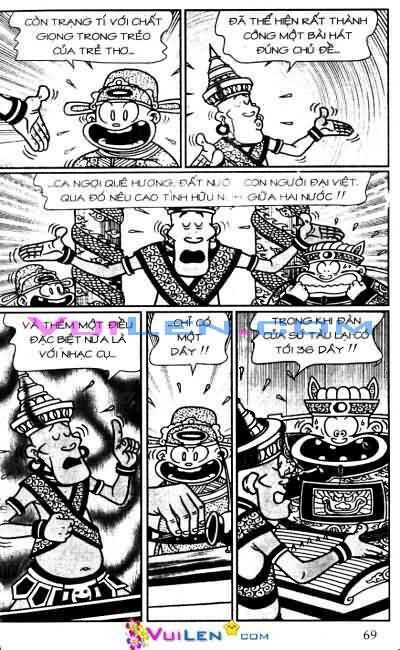 CÒN TRẠNG TÍ VỚI CHẤT
GIỌNG TRONG TRẺO
CỦA TRẺ THƠ...
ĐÃ THỂ HIỆN RẤT THÀNH
CÔNG MỘT BÀI HÁT
ĐÚNG CHỦ ĐỀ...
...CA NGỢI QUÊ HƯƠNG, ĐẤT NƯỚ CON NGƯỜI ĐẠI VIỆT.
QUA ĐÓ NÊU CAO TÌNH HỮU N GIỮA HAI NƯỚC !!
VUILEN.COM
VÀ THÊM MỘT ĐIỀU
ĐẶC BIỆT NỮA LÀ
VỚI NHẠC CỤ...
...CHỈ CÓ
MỘT
DÂY !!
TRONG KHI ĐÀN
CỦA SỨ TÀU LẠI CÓ
TỚI 36 DÂY !!
69
VUILEN.COM